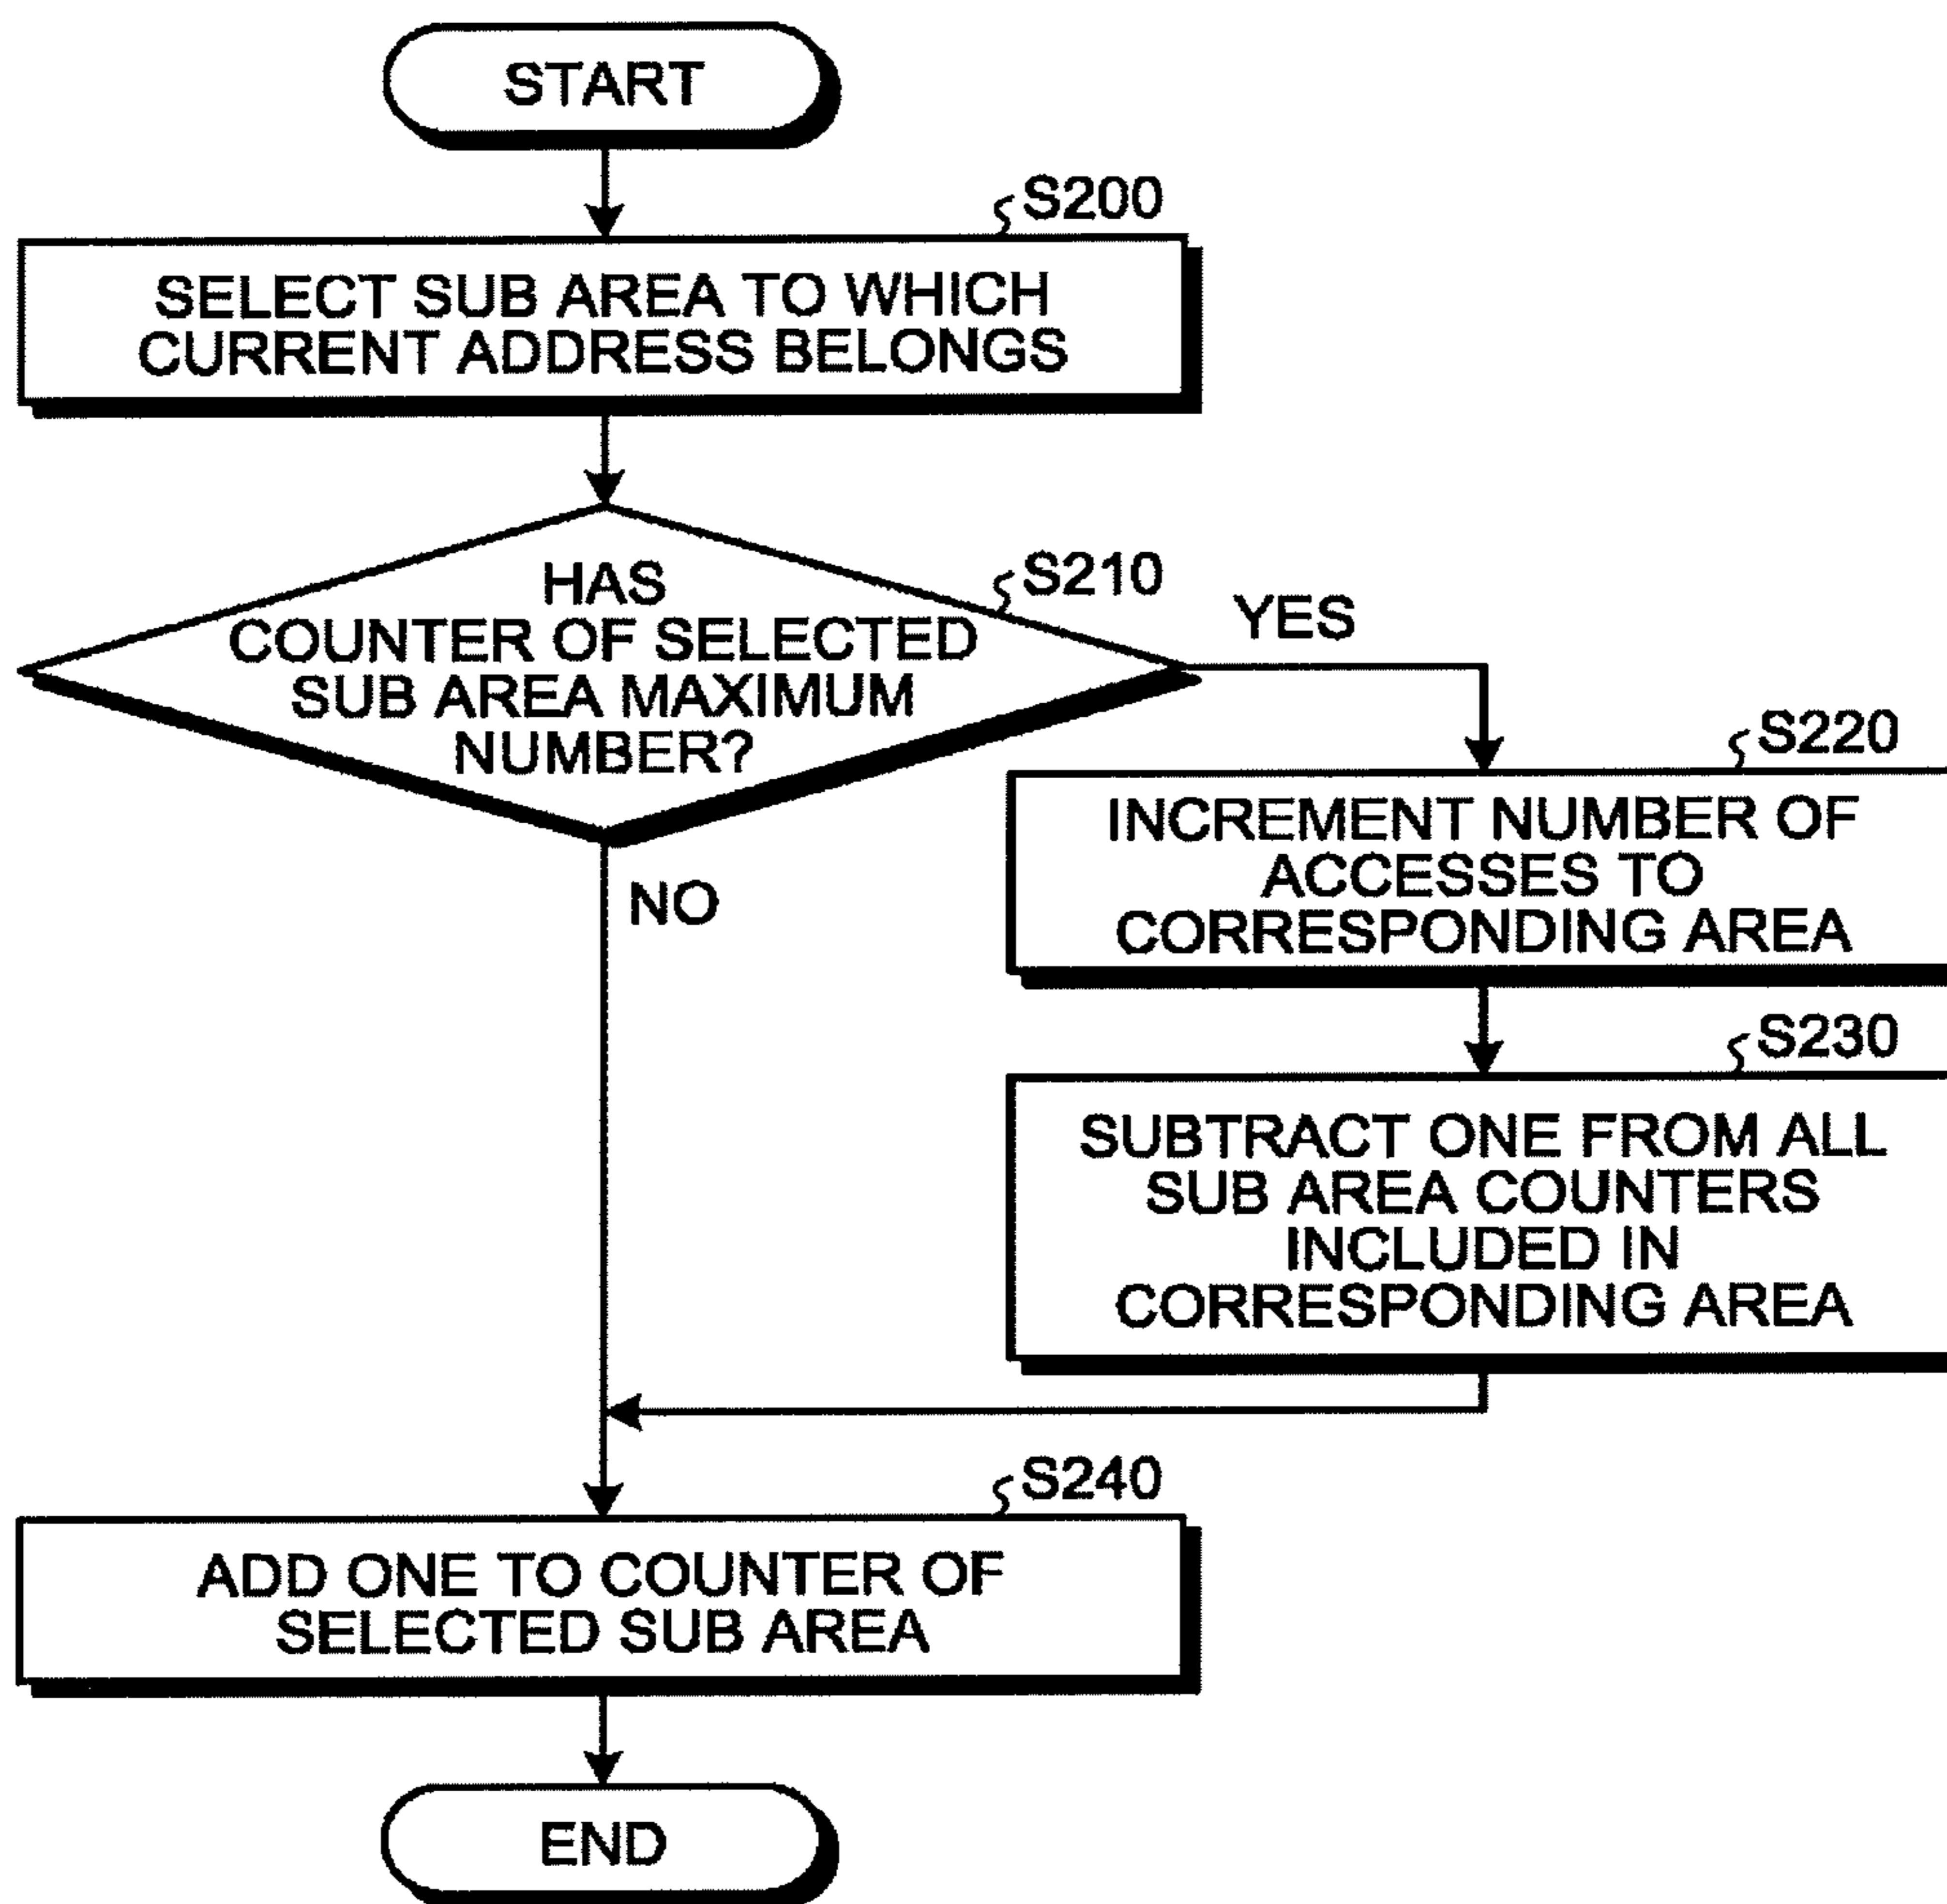 START
S200
SELECT SUB AREA TO WHICH
CURRENT ADDRESS BELONGS
S210
HAS
COUNTER OF SELECTED
SUB AREA MAXIMUM
NUMBER?
YES
NO
S220
INCREMENT NUMBER OF
ACCESSES TO
CORRESPONDING AREA
S230
SUBTRACT ONE FROM ALL
SUB AREA COUNTERS
INCLUDED IN
CORRESPONDING AREA
S240
ADD ONE TO COUNTER OF
SELECTED SUB AREA
END